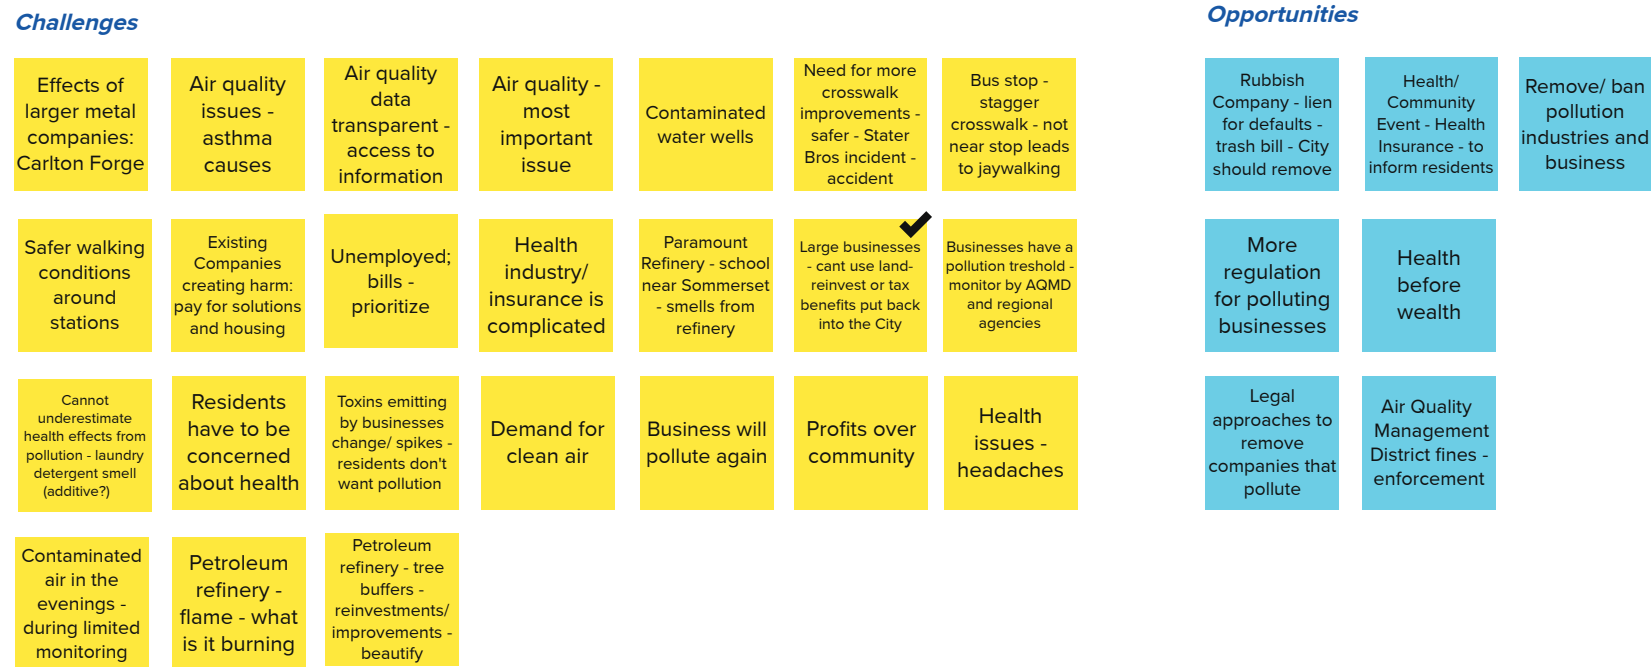 Challenges
Effects of
larger metal
companies:
Carlton Forge
Air quality
issues -
asthma
causes
Air quality
data
transparent -
access to
information
Air quality -
most
important
issue
Contaminated
water wells
Need for more
crosswalk
improvements -
safer - Stater
Bros incident -
accident
Bus stop -
stagger
crosswalk - not
near stop leads
to jaywalking
Safer walking
conditions
around
stations
Existing
Companies
creating harm:
pay for solutions
and housing
Unemployed;
bills -
prioritize
Health
industry/
insurance is
complicated
Paramount
Refinery - school
near Sommerset
- smells from
refinery
Large businesses
- cant use land-
reinvest or tax
benefits put back
into the City
Businesses have a
pollution treshold -
monitor by AQMD
and regional
agencies
Cannot
underestimate
health effects from
pollution - laundry
detergent smell
(additive?)
Residents
have to be
concerned
about health
Toxins emitting
by businesses
change/ spikes -
residents don't
want pollution
Demand for
clean air
Business will
pollute again
Profits over
community
Health
issues -
headaches
Contaminated
air in the
evenings -
during limited
monitoring
Petroleum
refinery -
flame - what
is it burning
Petroleum
refinery - tree
buffers -
reinvestments/
improvements -
beautify
Opportunities
Rubbish
Company - lien
for defaults -
trash bill - City
should remove
Health/
Community
Event - Health
Insurance - to
inform residents
Remove/ ban
pollution
industries and
business
More
regulation
for polluting
businesses
Health
before
wealth
Legal
approaches to
remove
companies that
pollute
Air Quality
Management
District fines -
enforcement